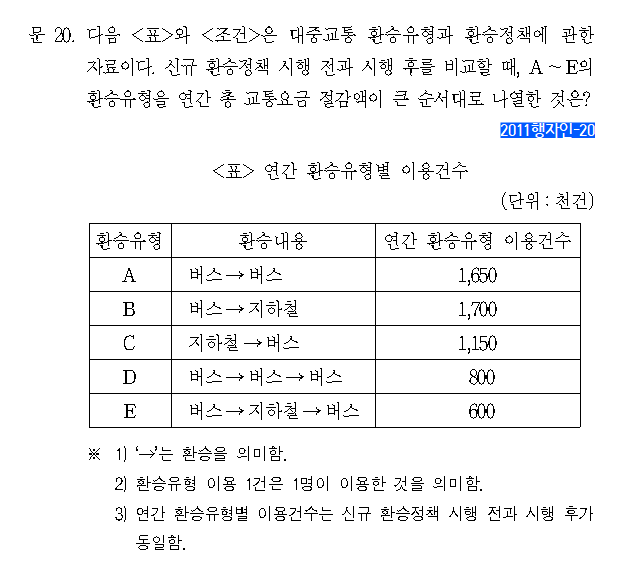 문 20. 다음 <표>와 <조건>은 대중교통 환승유형과 환승정책에 관한
자료이다. 신규 환승정책 시행 전과 시행 후를 비교할 때, A ~ E의
환승유형을 연간 총 교통요금 절감액이 큰 순서대로 나열한 것은?
2011행자인-20
<표> 연간 환승유형별 이용건수
(단위 : 천건)
환승유형 환승내용 연간 환승유형 이용건수
A 버스→버스 1,650
B 버스→지하철 1,700
C 지하철→버스 1,150
D 버스→버스→버스 800
E 버스→지하철→버스 600
※ 1) ‘→’는 환승을 의미함.
2) 환승유형 이용 1건은 1명이 이용한 것을 의미함.
3) 연간 환승유형별 이용건수는 신규 환승정책 시행 전과 시행 후가
동일함.